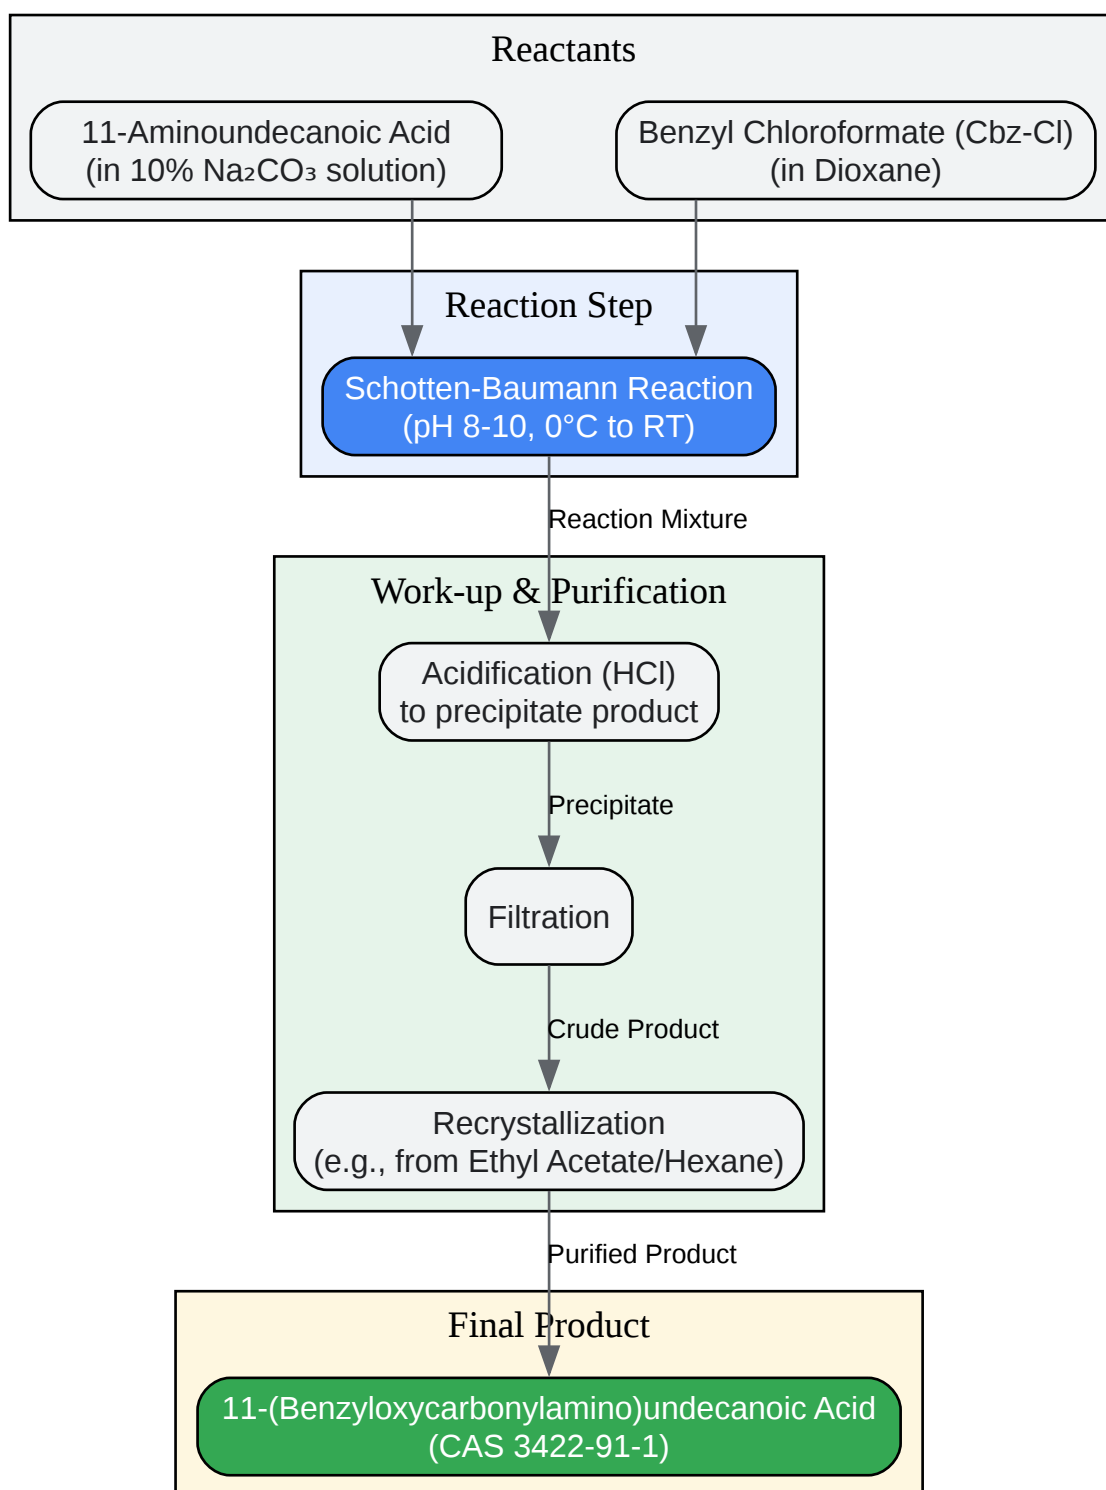 Reactants
11-Aminoundecanoic Acid
(in 10% Na₂CO₃ solution)
Benzyl Chloroformate (Cbz-Cl)
(in Dioxane)
Reaction Step
Schotten-Baumann Reaction
(pH 8-10, 0°C to RT)
Reaction Mixture
Work-up & Purification
Acidification (HCl)
to precipitate product
Precipitate
Filtration
Crude Product
Recrystallization
(e.g., from Ethyl Acetate/Hexane)
Purified Product
Final Product
11-(Benzyloxycarbonylamino)undecanoic Acid
(CAS 3422-91-1)